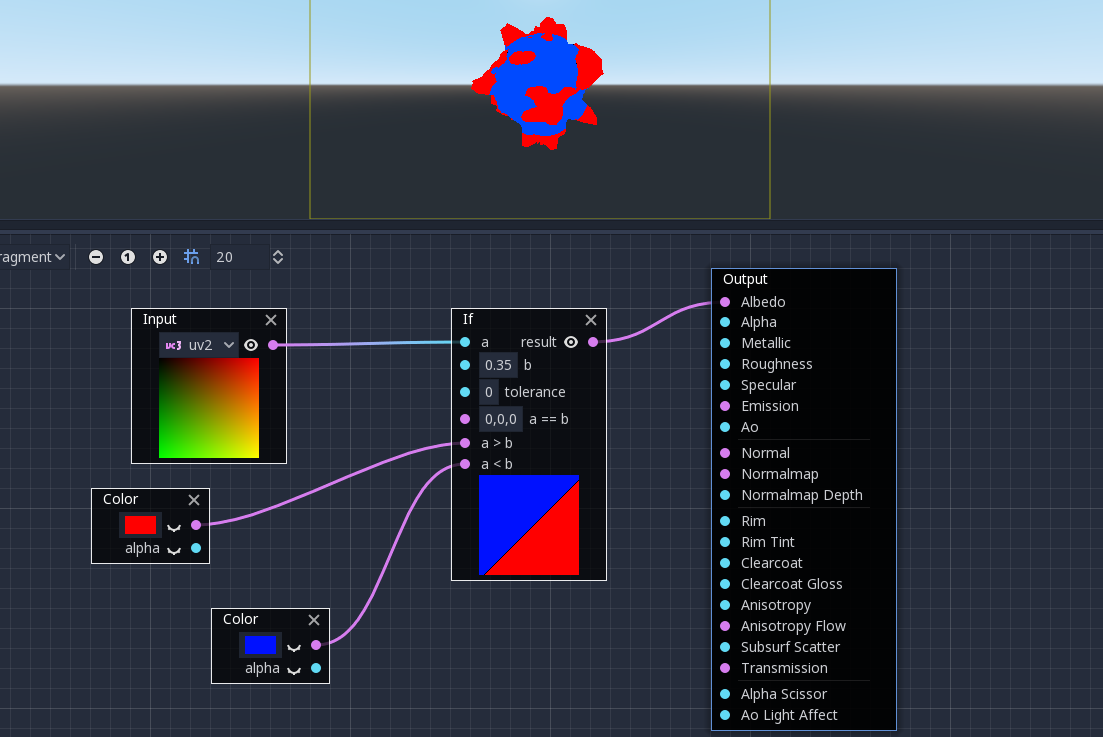 ragment
1
20
Input
uvc3 uv2
Color
alpha
Color
alpha
If
a result
0.35 b
0 tolerance
0,0,0 a == b
a > b
a < b
Output
Albedo
Alpha
Metallic
Roughness
Specular
Emission
Ao
Normal
Normalmap
Normalmap Depth
Rim
Rim Tint
Clearcoat
Clearcoat Gloss
Anisotropy
Anisotropy Flow
Subsurf Scatter
Transmission
Alpha Scissor
Ao Light Affect